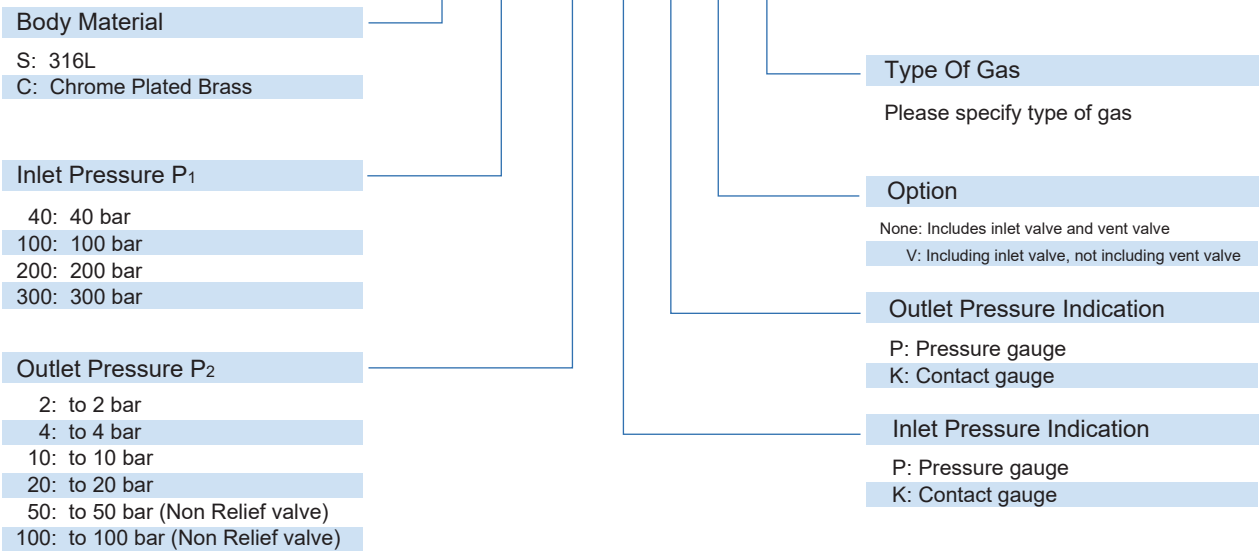 Body Material
S: 316L
C: Chrome Plated Brass
Inlet Pressure P1
40: 40 bar
100: 100 bar
200: 200 bar
300: 300 bar
Outlet Pressure P2
2: to 2 bar
4: to 4 bar
10: to 10 bar
20: to 20 bar
50: to 50 bar (Non Relief valve)
100: to 100 bar (Non Relief valve)
Type Of Gas
Please specify type of gas
Option
None: Includes inlet valve and vent valve
V: Including inlet valve, not including vent valve
Outlet Pressure Indication
P: Pressure gauge
K: Contact gauge
Inlet Pressure Indication
P: Pressure gauge
K: Contact gauge